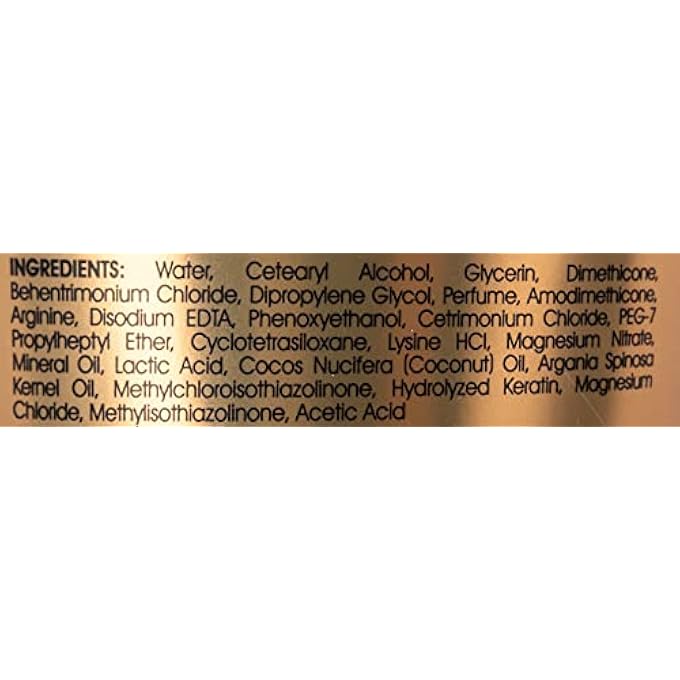 INGREDIENTS: Water, Cetearyl Alcohol, Glycerin, Dimethicone,
Behentrimonium Chloride, Dipropylene Glycol, Perfume, Amodimethicone,
Arginine, Disodium EDTA, Phenoxyethanol, Cetrimonium Chloride, PEG-7
Propylheptyl Ether, Cyclotetrasiloxane, Lysine HCl, Magnesium Nitrate,
Mineral Oil, Lactic Acid, Cocos Nucifera (Coconut) Oil, Argania Spinosa
Kernel Oil, Methylchloroisothiazolinone, Hydrolyzed Keratin, Magnesium
Chloride, Methylisothiazolinone, Acetic Acid